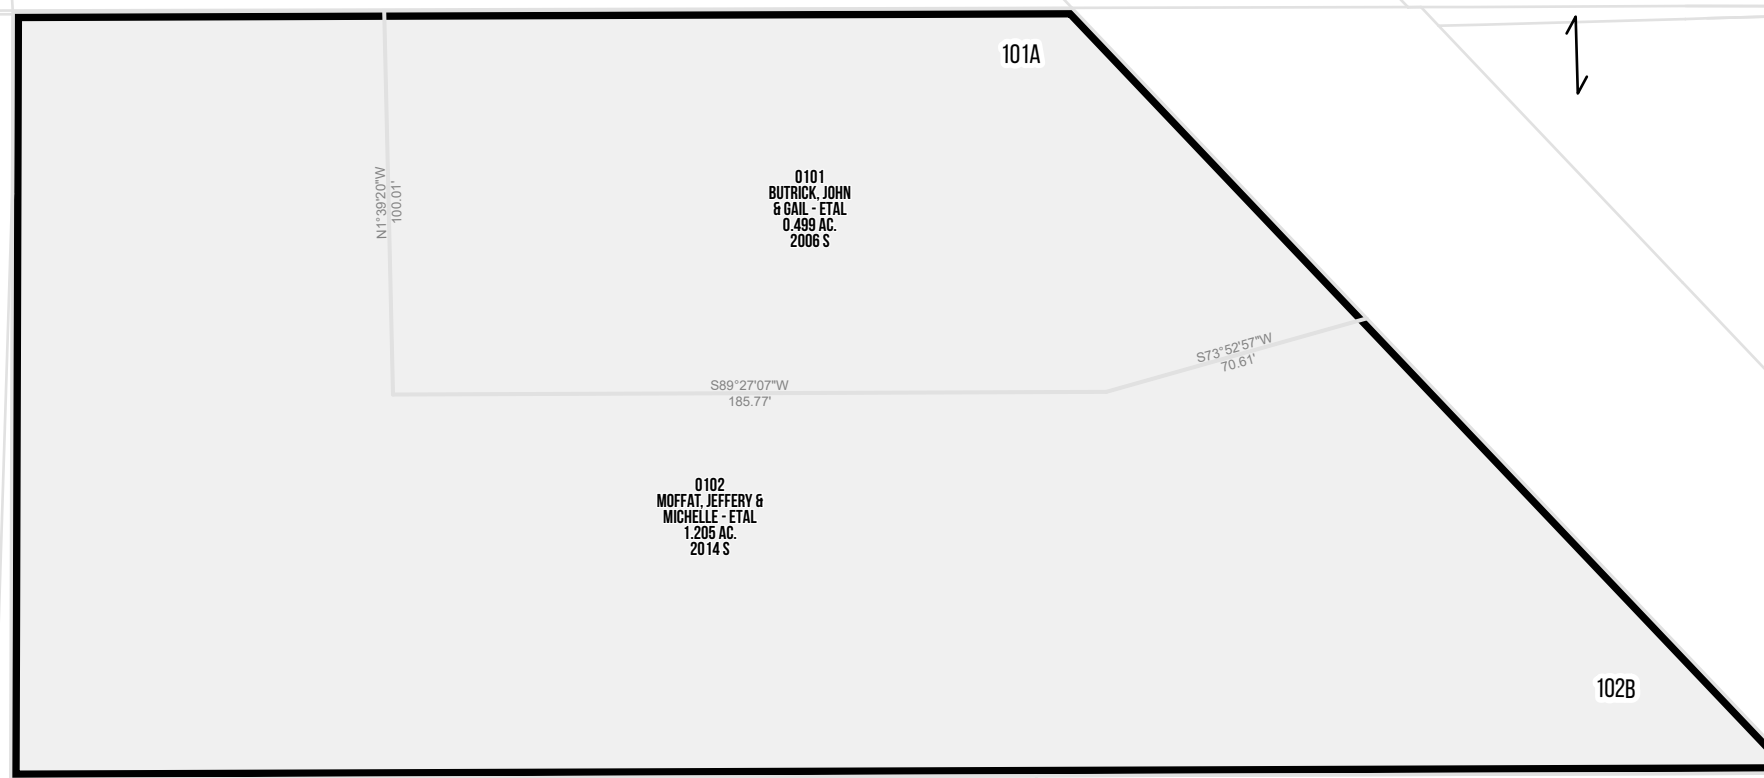 101A
0101
BUTRICK, JOHN
& GAIL - ETAL
0.499 AC.
2006 S
N1°39'20"W
100.01'
S73°52'57"W
70.61'
S89°27'07"W
185.77'
0102
MOFFAT, JEFFERY &
MICHELLE - ETAL
1.205 AC.
2014 S
102B